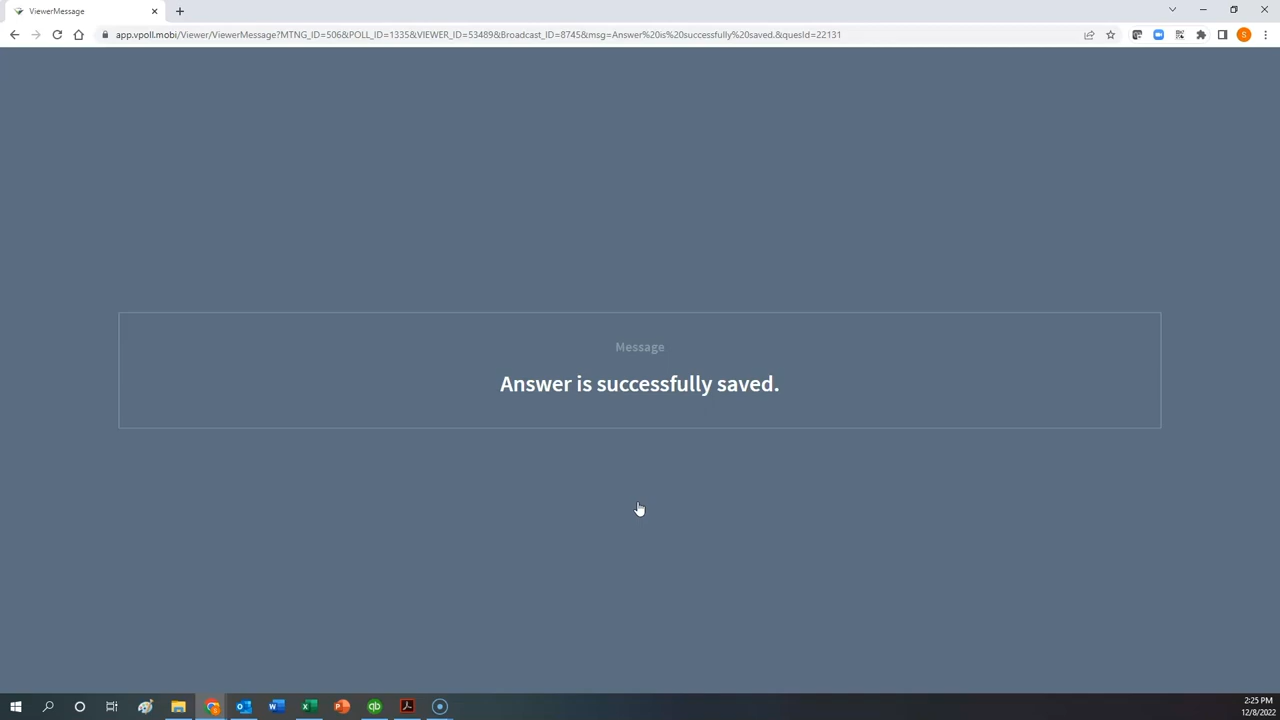 ViewerMessage
app.vpoll.mobi/Viewer/ViewerMessage?MTNG_ID=506&POLL_ID=1335&VIEWER_ID=53489&Broadcast_ID=8745&msg=Answer%20is%20successfully%20saved.&quesId=22131
S
Message
Answer is successfully saved.
2:25 PM
12/8/2022